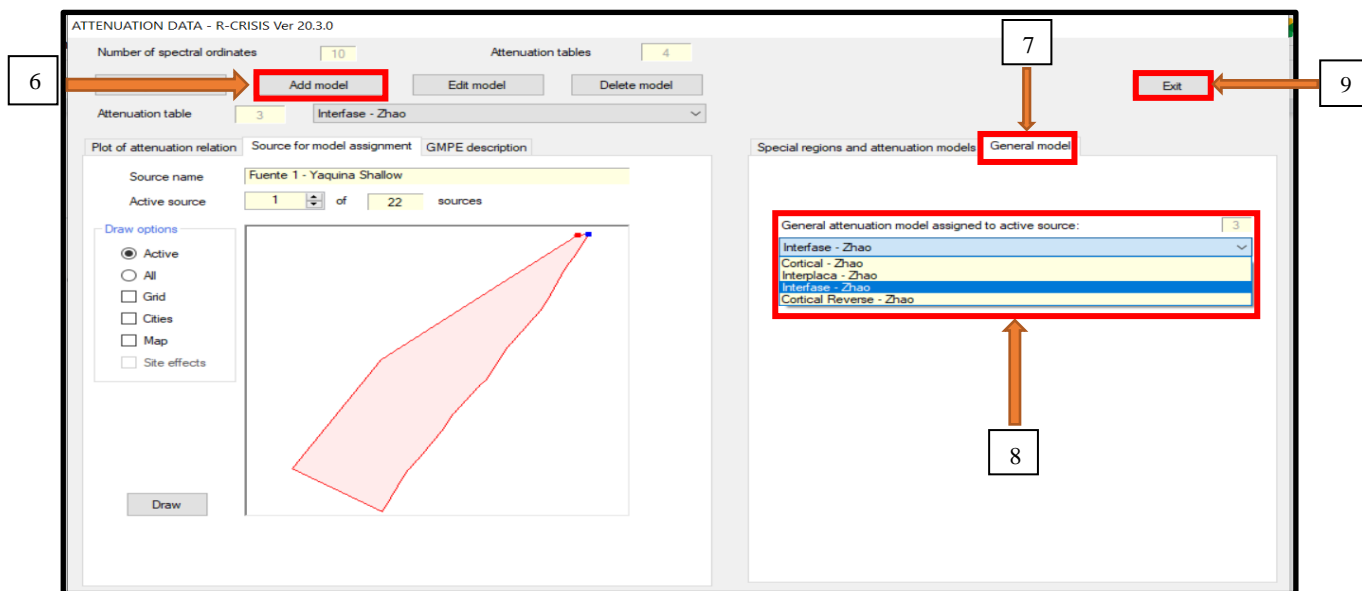 ATTENUATION DATA - R-CRISIS Ver 20.3.0
Number of spectral ordinates 10 Attenuation tables 4
7
6
Add model Edit model Delete model Exit
9
Attenuation table 3 Interfase - Zhao
Plot of attenuation relation Source for model assignment GMPE description
Special regions and attenuation models General model
Source name Fuente 1 - Yaquina Shallow
Active source 1 of 22 sources
Draw options
Active
All
Grid
Cities
Map
Site effects
Draw
General attenuation model assigned to active source: 3
Interfase - Zhao
Cortical - Zhao
Interplaca - Zhao
Interfase - Zhao
Cortical Reverse - Zhao
8